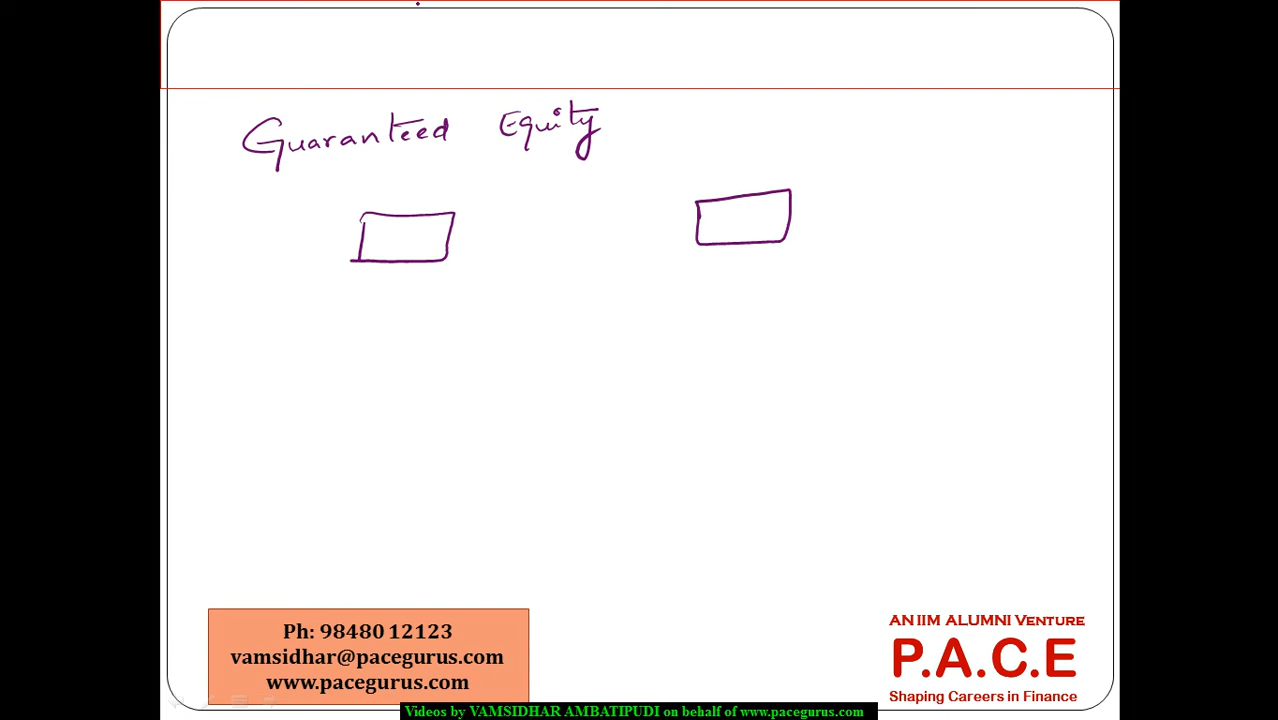 Guaranteed Equity
Ph: 98480 12123
vamsidhar@pacegurus.com
www.pacegurus.com
AN IIM ALUMNI VENTURE
P.A.C.E
Shaping Careers in Finance
Videos by VAMSIDHAR AMBATIPUDI on behalf of www.pacegurus.com